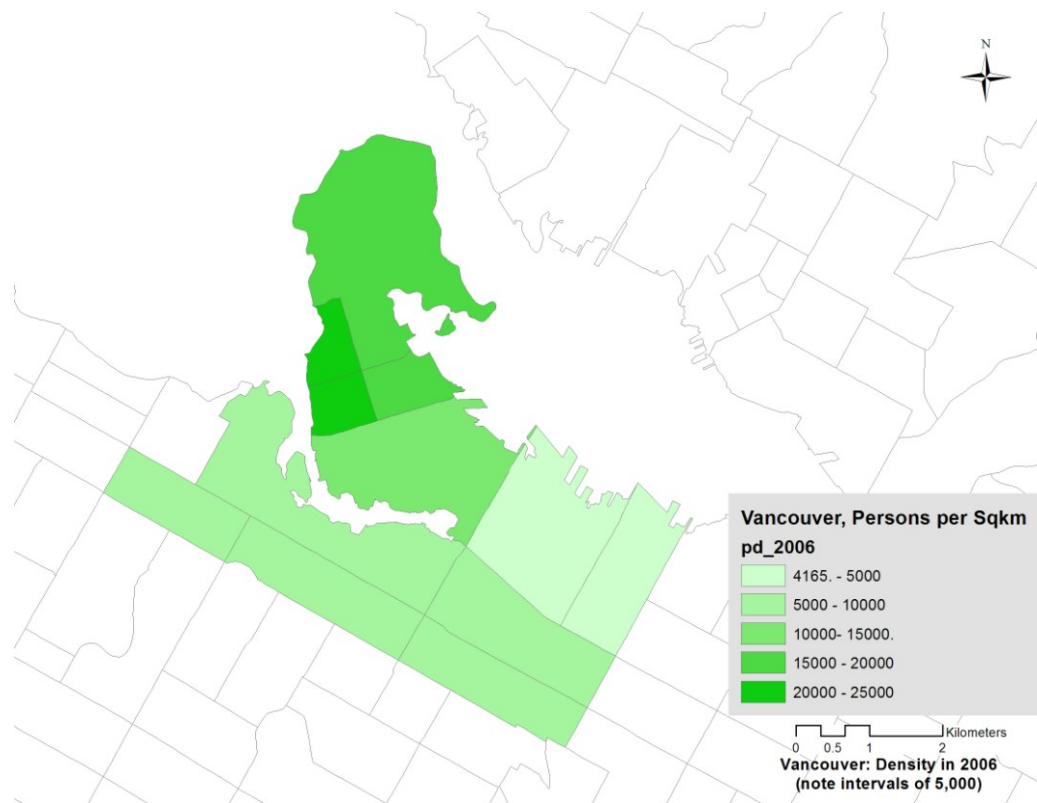 N
Vancouver, Persons per Sqkm
pd_2006
4165. - 5000
5000 - 10000
10000- 15000.
15000 - 20000
20000 - 25000
Kilometers
0 0.5 1 2
Vancouver: Density in 2006
(note intervals of 5,000)